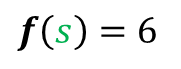 f(s) = 6